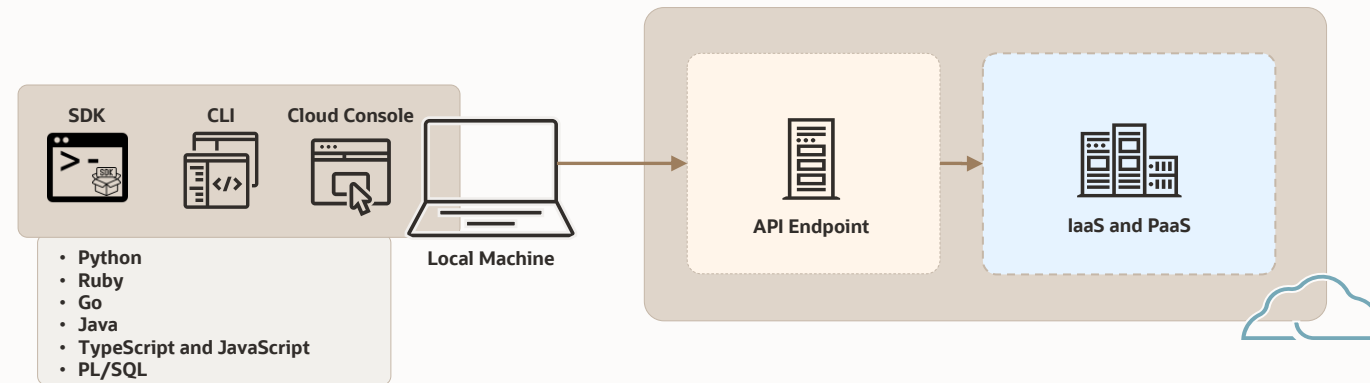 SDK
CLI
Cloud Console
>-
SDK
</>
Local Machine
• Python
• Ruby
• Go
• Java
• TypeScript and JavaScript
• PL/SQL
API Endpoint
IaaS and PaaS